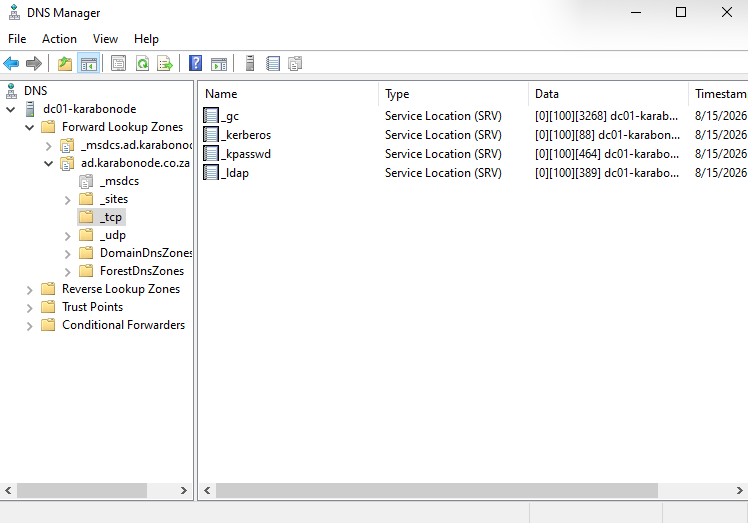 DNS Manager
File Action View Help
DNS
dc01-karabonode
Forward Lookup Zones
_msdcs.ad.karabonod
ad.karabonode.co.za
_msdcs
_sites
_tcp
_udp
DomainDnsZones
ForestDnsZones
Reverse Lookup Zones
Trust Points
Conditional Forwarders
Name Type Data Timestam
_gc Service Location (SRV) [0][100][3268] dc01-karab... 8/15/2026
_kerberos Service Location (SRV) [0][100][88] dc01-karabon... 8/15/2026
_kpasswd Service Location (SRV) [0][100][464] dc01-karabo... 8/15/2026
_ldap Service Location (SRV) [0][100][389] dc01-karabo... 8/15/2026